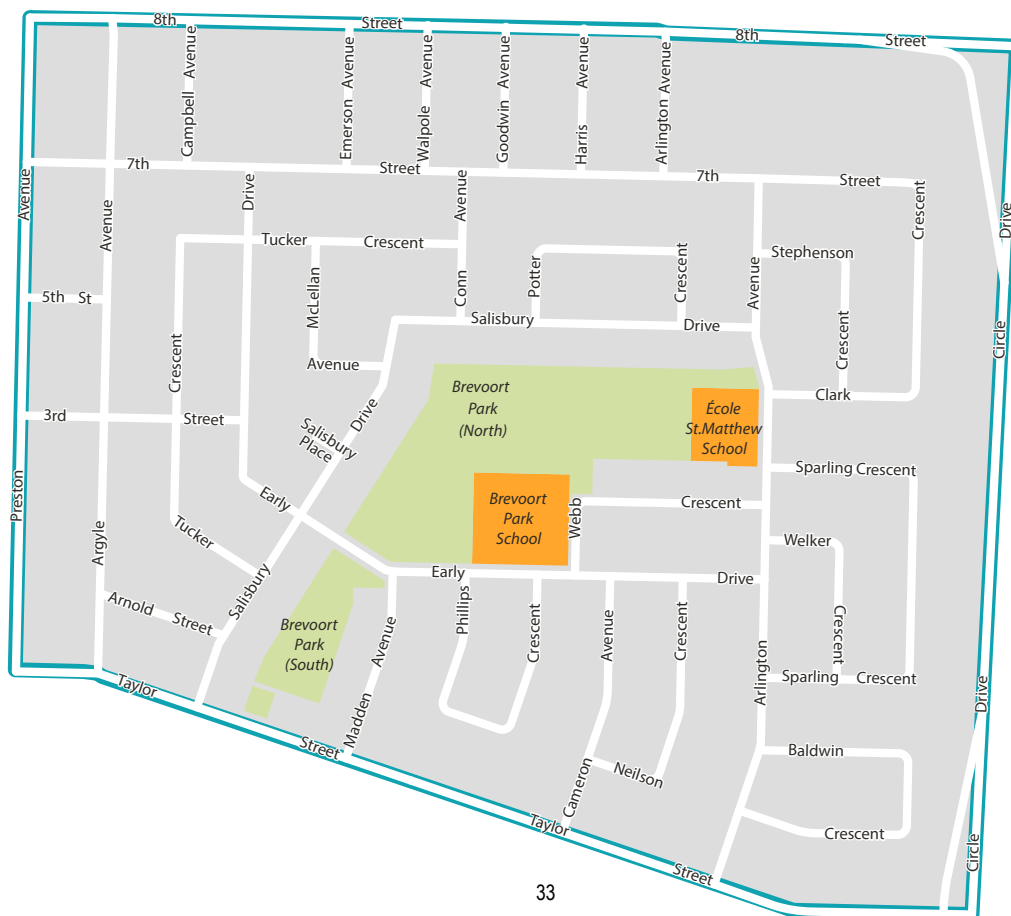 8th
Street
8th
Street
Campbell
Avenue
Emerson
Avenue
Walpole
Avenue
Goodwin
Avenue
Harris
Avenue
Arlington
Avenue
7th
Street
7th
Street
Avenue
Avenue
Drive
Avenue
Crescent
Drive
Tucker
Crescent
Stephenson
McLellan
Conn
Potter
Crescent
Avenue
5th
St
Salisbury
Drive
Crescent
Circle
Crescent
Avenue
Brevoort
Park
(North)
École
St.Matthew
School
Clark
3rd
Street
Drive
Salisbury
Place
Sparling
Crescent
Preston
Early
Brevoort
Park
School
Webb
Crescent
Argyle
Tucker
Welker
Early
Drive
Salisbury
Arnold
Street
Brevoort
Park
(South)
Avenue
Phillips
Crescent
Avenue
Crescent
Crescent
Arlington
Sparling
Crescent
Taylor
Madden
Street
Drive
Baldwin
Cameron
Neilson
Taylor
Crescent
Street
Circle
33